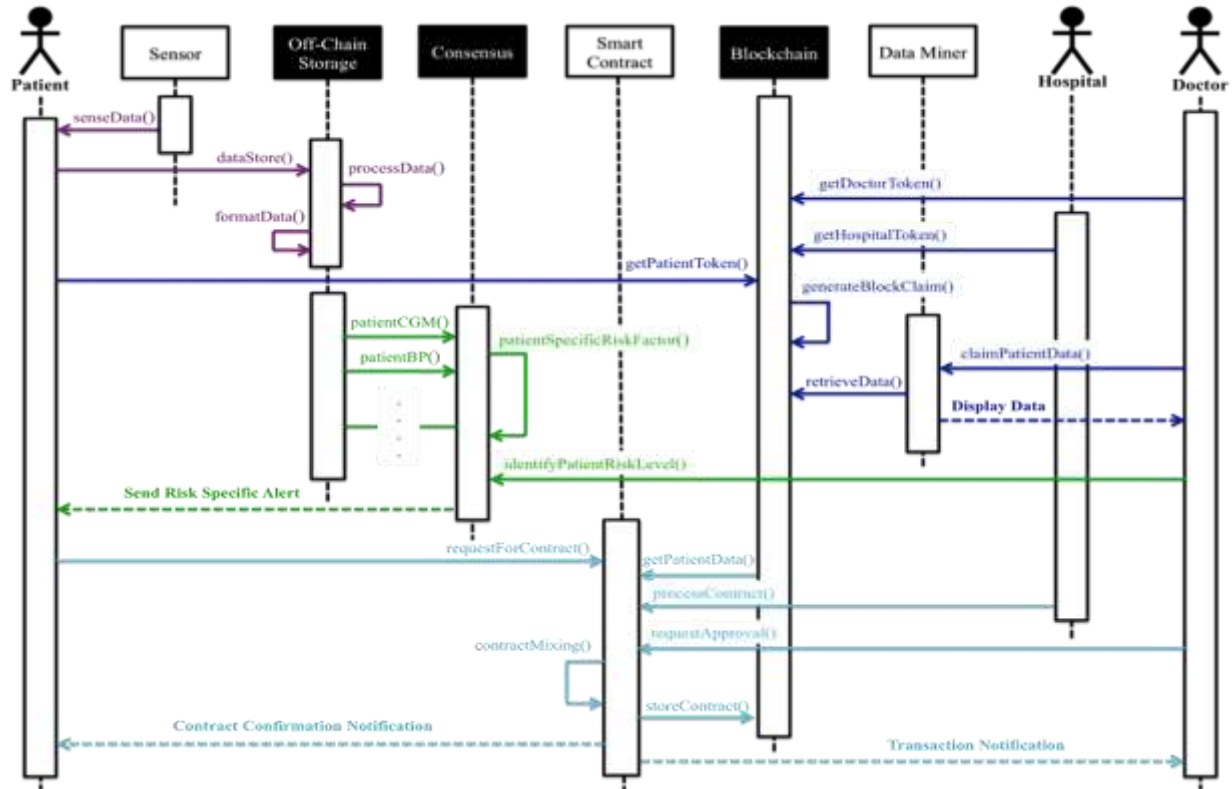 Patient
Sensor
Off-Chain
Storage
Consensus
Smart
Contract
Blockchain
Data Miner
Hospital
Doctor
senseData()
dataStore()
processData()
getDoctorToken()
formatData()
getHospitalToken()
getPatientToken()
generateBlockClaim()
patientCGM()
patientSpecificRiskFactor()
patientBP()
claimPatientData()
retrieveData()
Display Data
identifyPatientRiskLevel()
Send Risk Specific Alert
requestForContract()
getPatientData()
processContract()
requestApproval()
contractMixing()
storeContract()
Contract Confirmation Notification
Transaction Notification